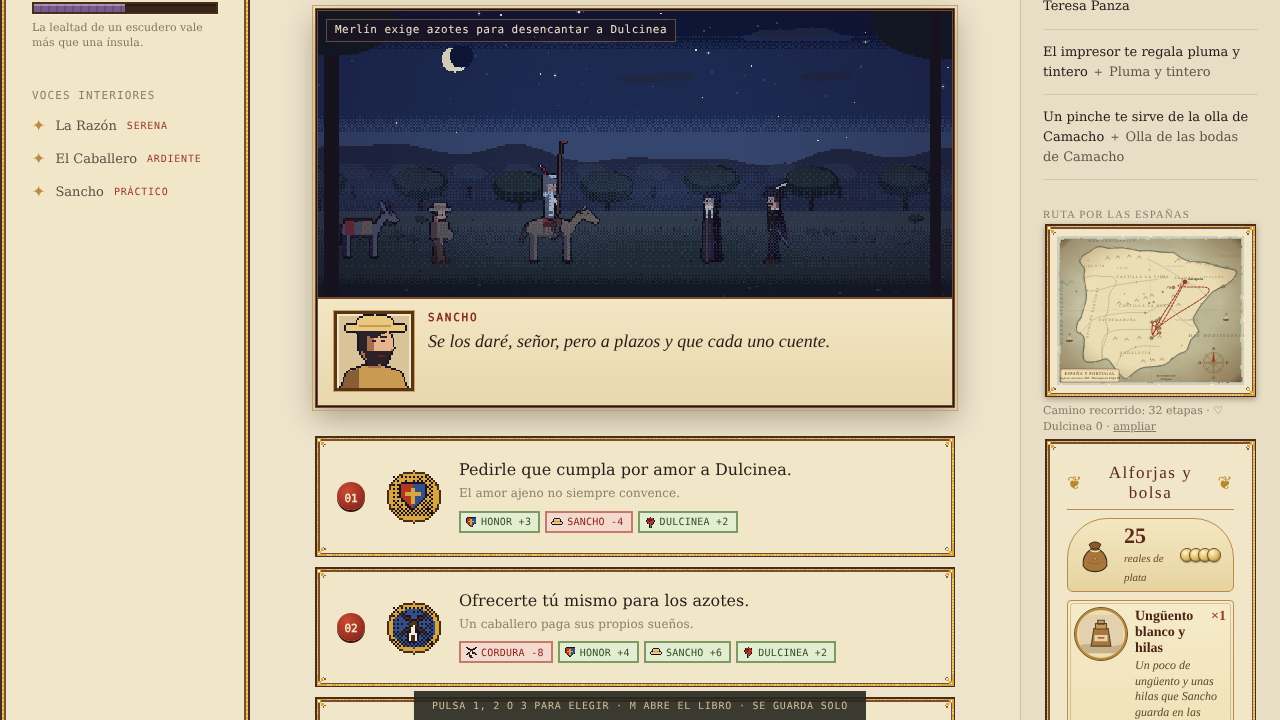 La lealtad de un escudero vale
más que una ínsula.
VOCES INTERIORES
La Razón SERENA
El Caballero ARDIENTE
Sancho PRÁCTICO
Merlín exige azotes para desencantar a Dulcinea
SANCHO
Se los daré, señor, pero a plazos y que cada uno cuente.
01
Pedirle que cumpla por amor a Dulcinea.
El amor ajeno no siempre convence.
HONOR +3 SANCHO -4 DULCINEA +2
02
Ofrecerte tú mismo para los azotes.
Un caballero paga sus propios sueños.
CORDURA -8 HONOR +4 SANCHO +6 DULCINEA +2
PULSA 1, 2 O 3 PARA ELEGIR · M ABRE EL LIBRO · SE GUARDA SOLO
Teresa Panza
El impresor te regala pluma y
tintero + Pluma y tintero
Un pinche te sirve de la olla de
Camacho + Olla de las bodas
de Camacho
RUTA POR LAS ESPAÑAS
ESPAÑA Y PORTUGAL
Camino recorrido: 32 etapas · ♡
Dulcinea 0 · ampliar
Alforjas y
bolsa
25
reales de
plata
Ungüento ×1
blanco y
hilas
Un poco de
ungüento y unas
hilas que Sancho
guarda en las